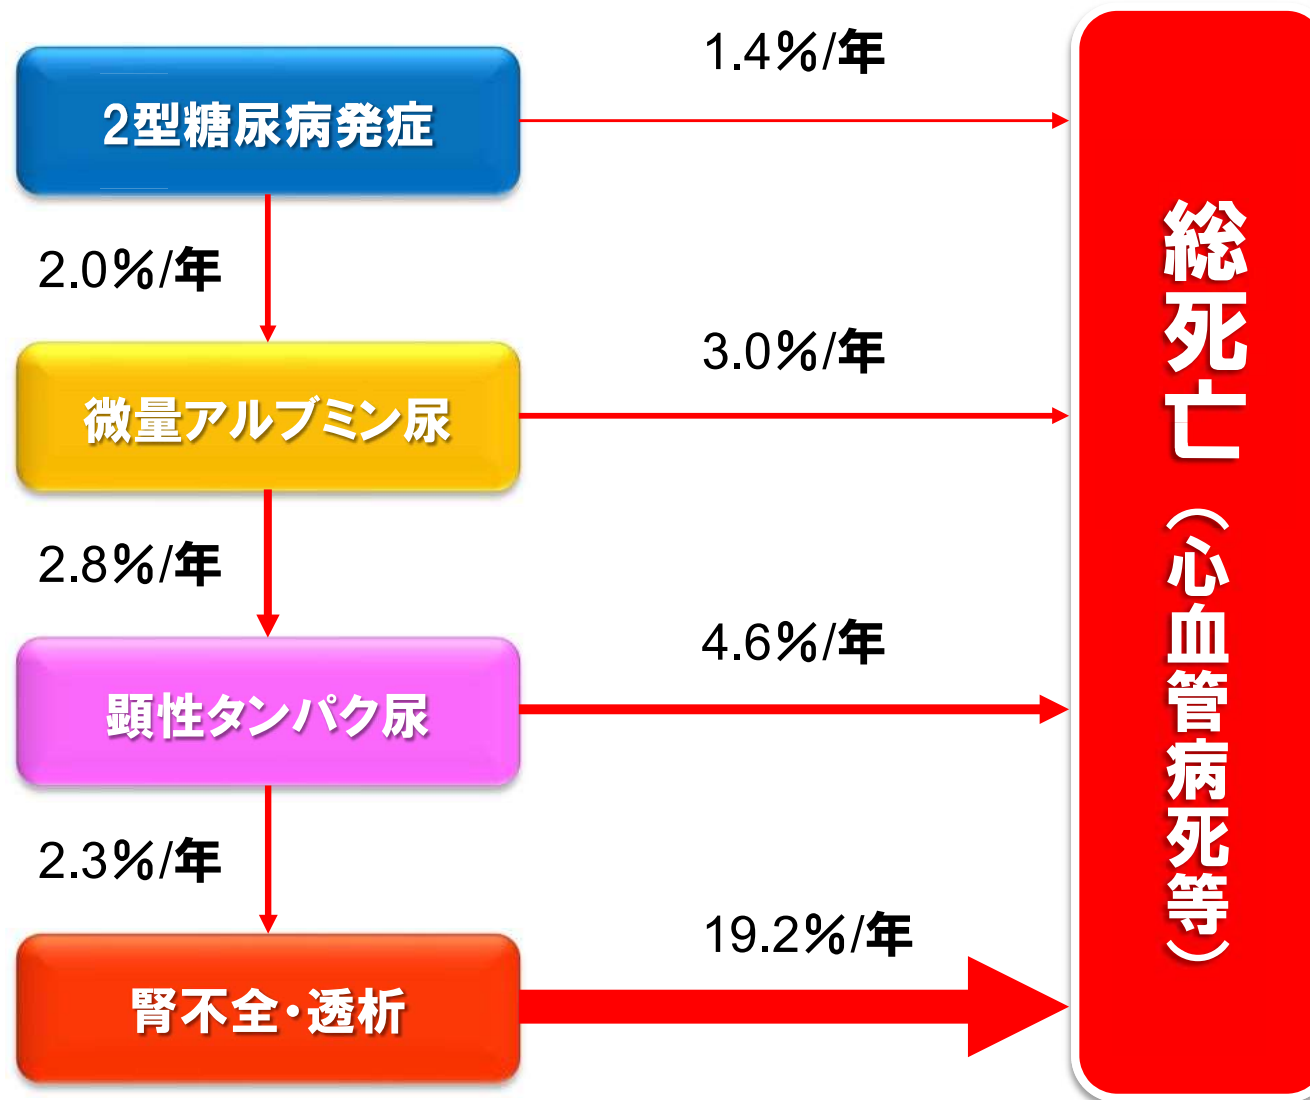 1.4%/年
2型糖尿病発症
2.0%/年
3.0%/年
微量アルブミン尿
2.8%/年
4.6%/年
顕性タンパク尿
2.3%/年
19.2%/年
腎不全・透析
総死亡（心血管病死等）